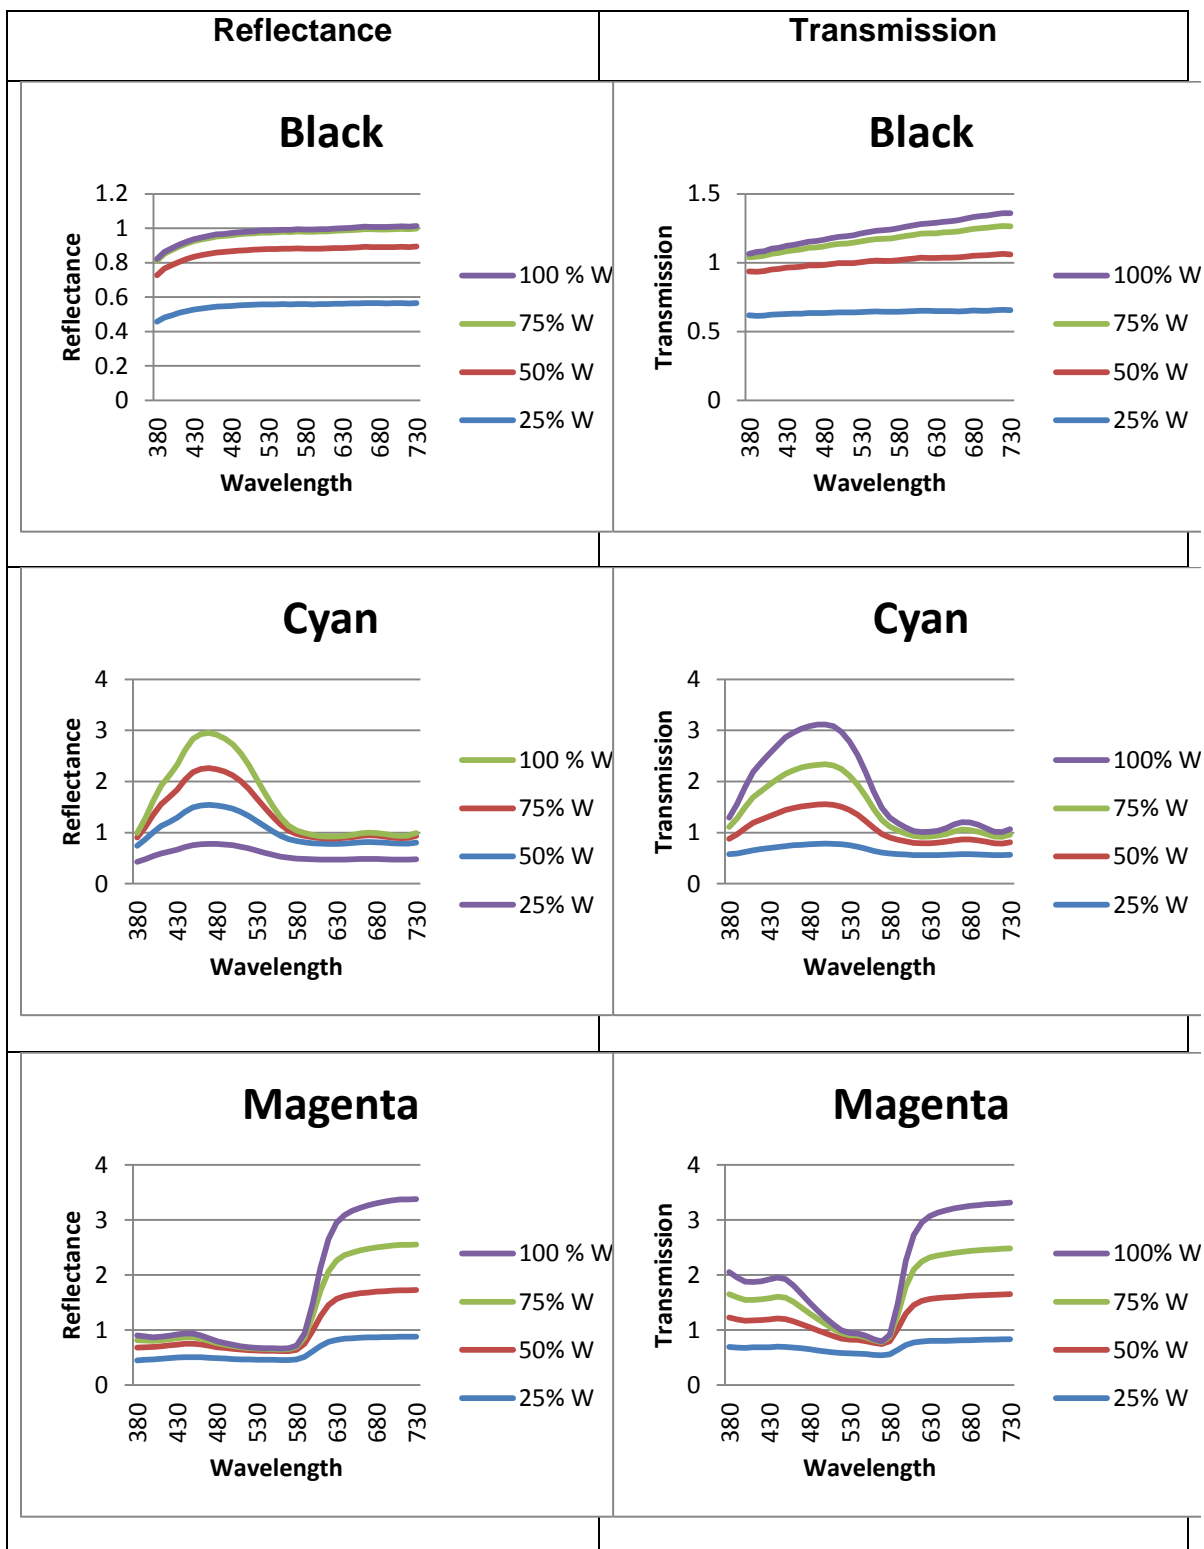 Reflectance
Transmission
Black
1.2
1
0.8
0.6
0.4
0.2
0
Reflectance
380
430
480
530
580
630
680
730
Wavelength
100 % W
75% W
50% W
25% W
Black
1.5
1
0.5
0
Transmission
380
430
480
530
580
630
680
730
Wavelength
100% W
75% W
50% W
25% W
Cyan
4
3
2
1
0
Reflectance
380
430
480
530
580
630
680
730
Wavelength
100 % W
75% W
50% W
25% W
Cyan
4
3
2
1
0
Transmission
380
430
480
530
580
630
680
730
Wavelength
100% W
75% W
50% W
25% W
Magenta
4
3
2
1
0
Reflectance
380
430
480
530
580
630
680
730
Wavelength
100 % W
75% W
50% W
25% W
Magenta
4
3
2
1
0
Transmission
380
430
480
530
580
630
680
730
Wavelength
100% W
75% W
50% W
25% W